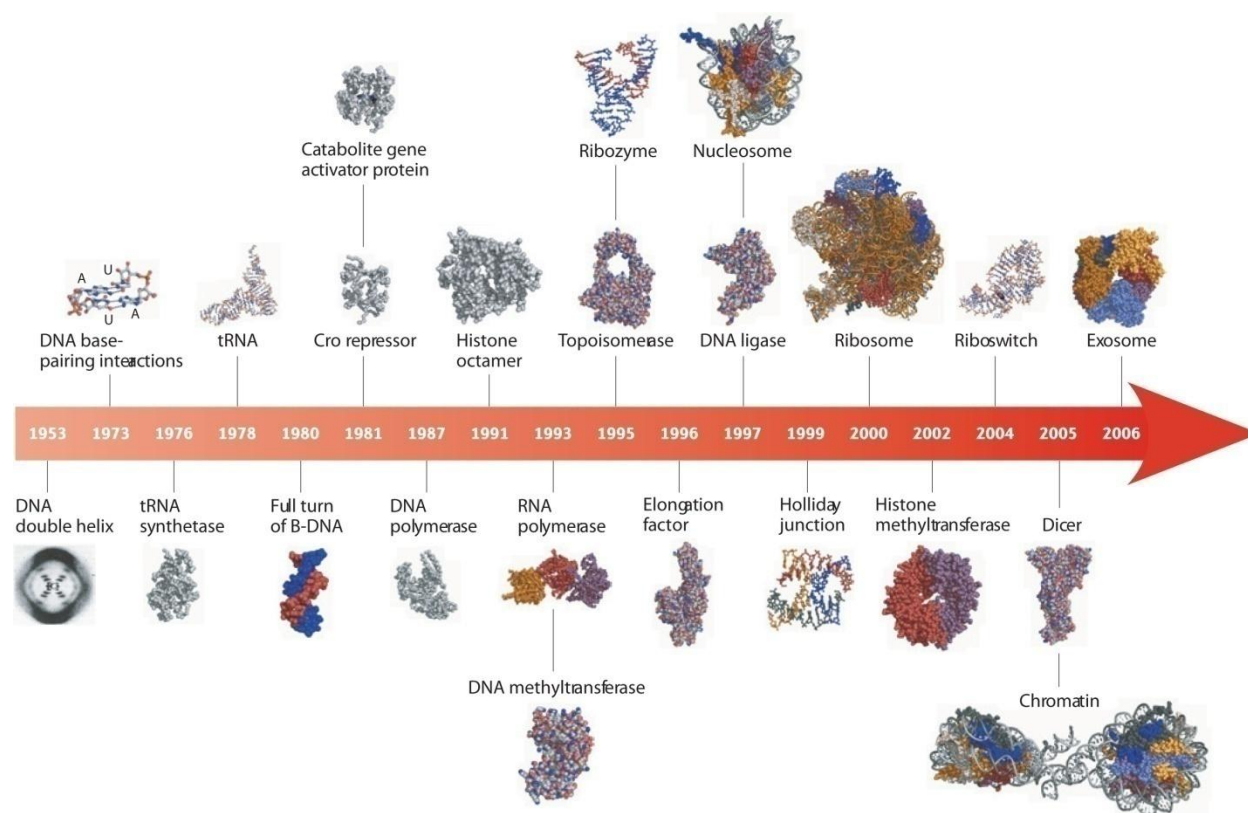 Ribozyme
Nucleosome
Catabolite gene
activator protein
A
U
U
A
DNA base-
pairing interactions
tRNA
Cro repressor
Histone
octamer
Topoisomerase
DNA ligase
Ribosome
Riboswitch
Exosome
1953 1973 1976 1978 1980 1981 1987 1991 1993 1995 1996 1997 1999 2000 2002 2004 2005 2006
DNA
double helix
tRNA
synthetase
Full turn
of B-DNA
DNA
polymerase
RNA
polymerase
Elongation
factor
Holliday
junction
Histone
methyltransferase
Dicer
DNA methyltransferase
Chromatin